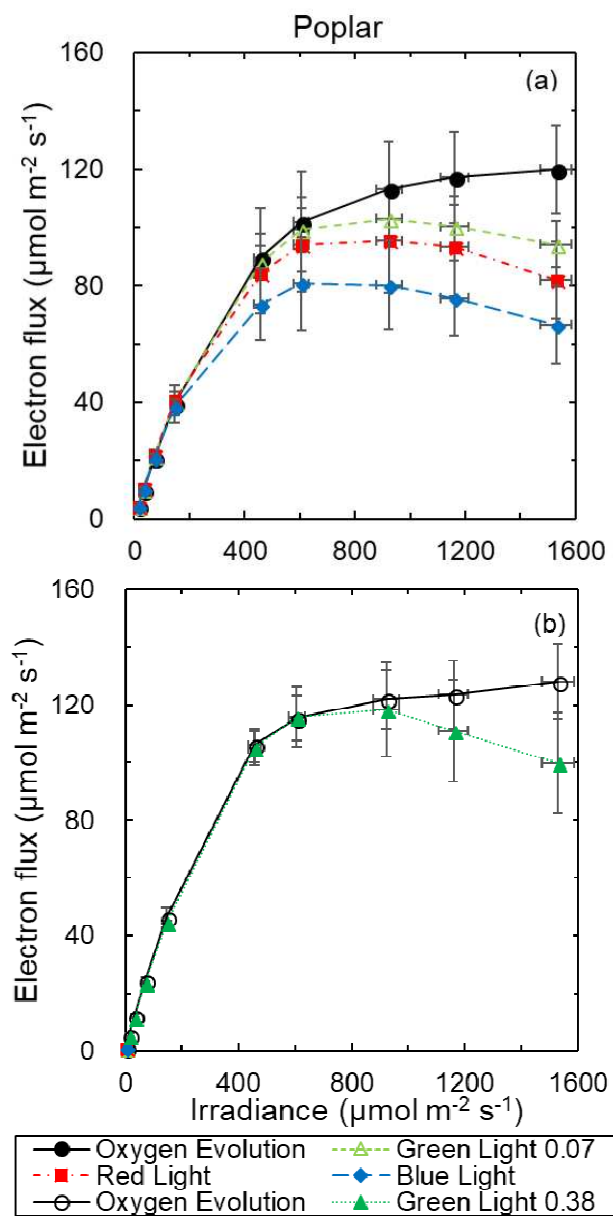 Poplar
160
(a)
120
80
40
0
Electron flux (µmol m⁻² s⁻¹)
0 400 800 1200 1600
160
(b)
120
80
40
0
Electron flux (µmol m⁻² s⁻¹)
0 400 800 1200 1600
Irradiance (µmol m⁻² s⁻¹)
Oxygen Evolution Green Light 0.07
Red Light Blue Light
Oxygen Evolution Green Light 0.38